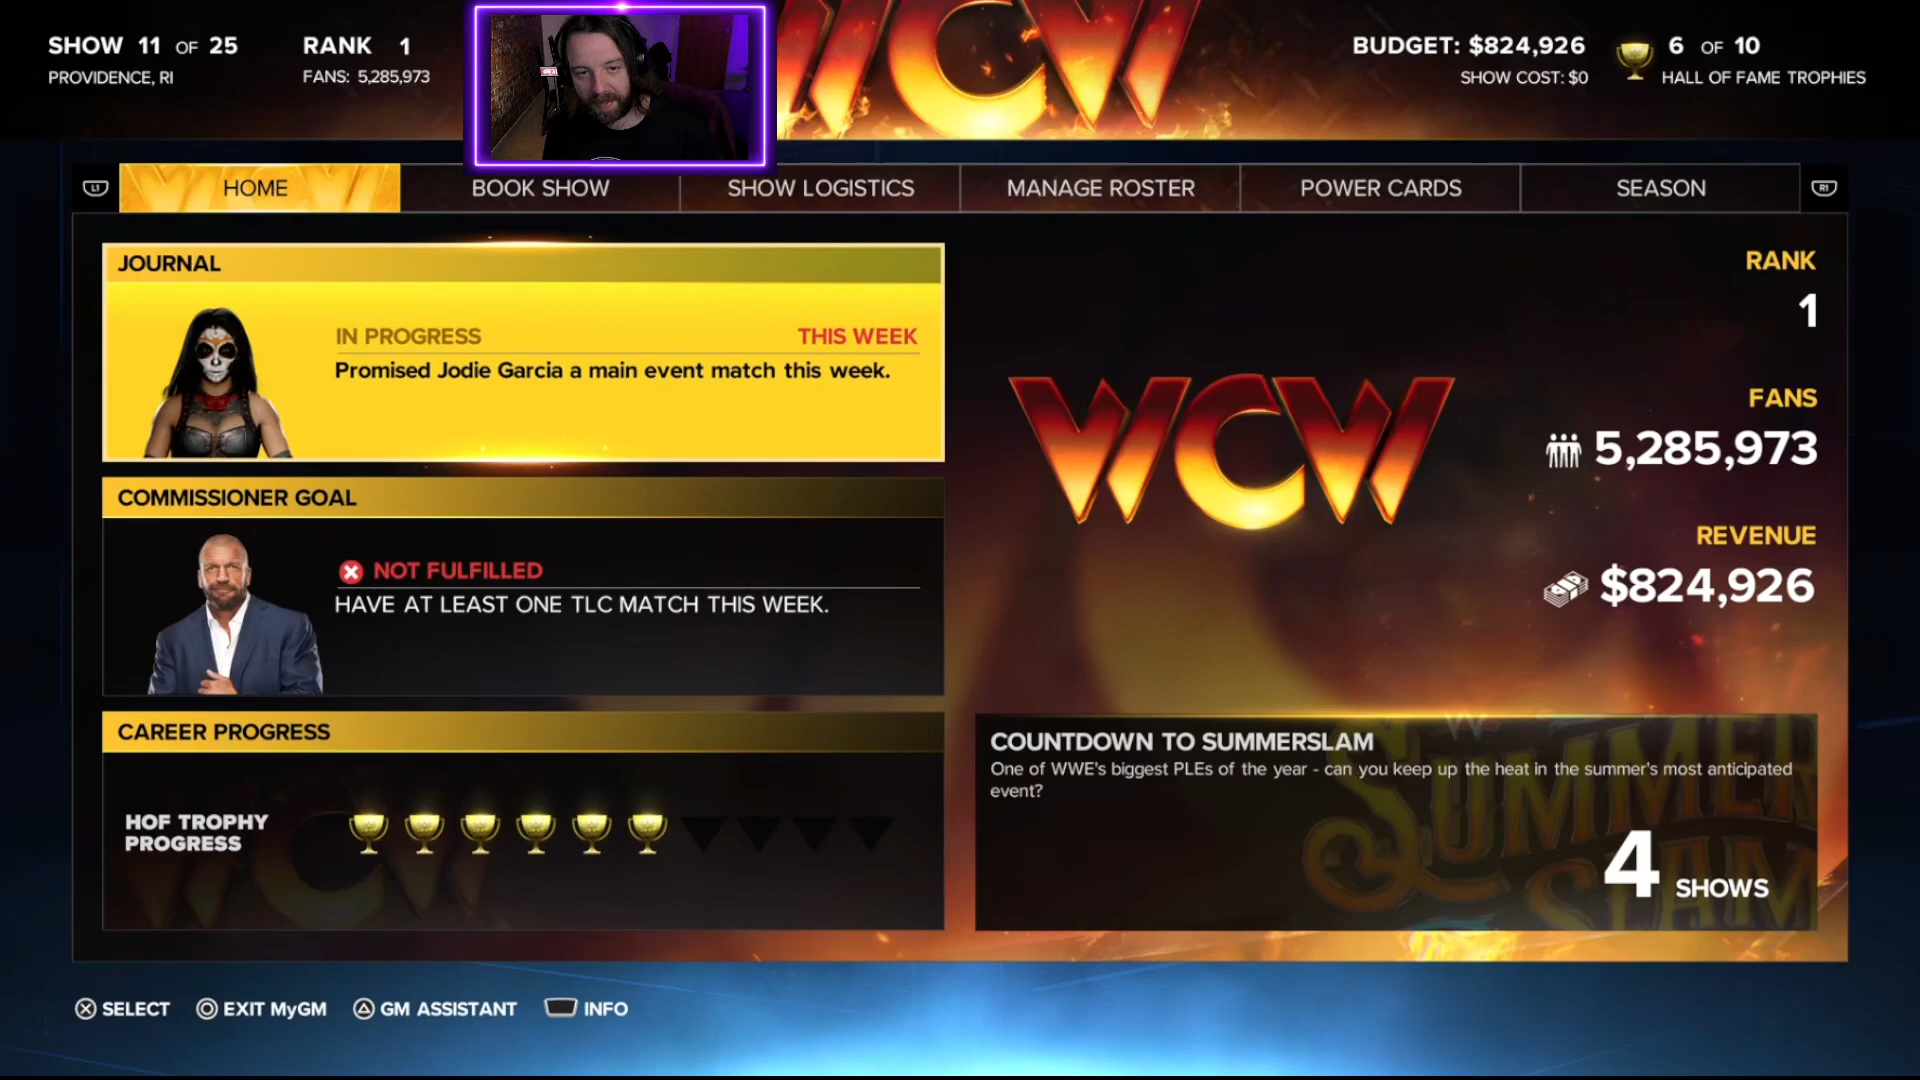 SHOW 11 OF 25
PROVIDENCE, RI
RANK 1
FANS: 5,285,973
WCW
BUDGET: $824,926
SHOW COST: $0
6 OF 10
HALL OF FAME TROPHIES
L1
HOME
BOOK SHOW
SHOW LOGISTICS
MANAGE ROSTER
POWER CARDS
SEASON
R1
JOURNAL
IN PROGRESS
THIS WEEK
Promised Jodie Garcia a main event match this week.
COMMISSIONER GOAL
NOT FULFILLED
HAVE AT LEAST ONE TLC MATCH THIS WEEK.
CAREER PROGRESS
HOF TROPHY
PROGRESS
WCW
RANK
1
FANS
5,285,973
REVENUE
$824,926
COUNTDOWN TO SUMMERSLAM
One of WWE's biggest PLEs of the year - can you keep up the heat in the summer's most anticipated
event?
SUMMER
SLAM
4 SHOWS
SELECT
EXIT MyGM
GM ASSISTANT
INFO